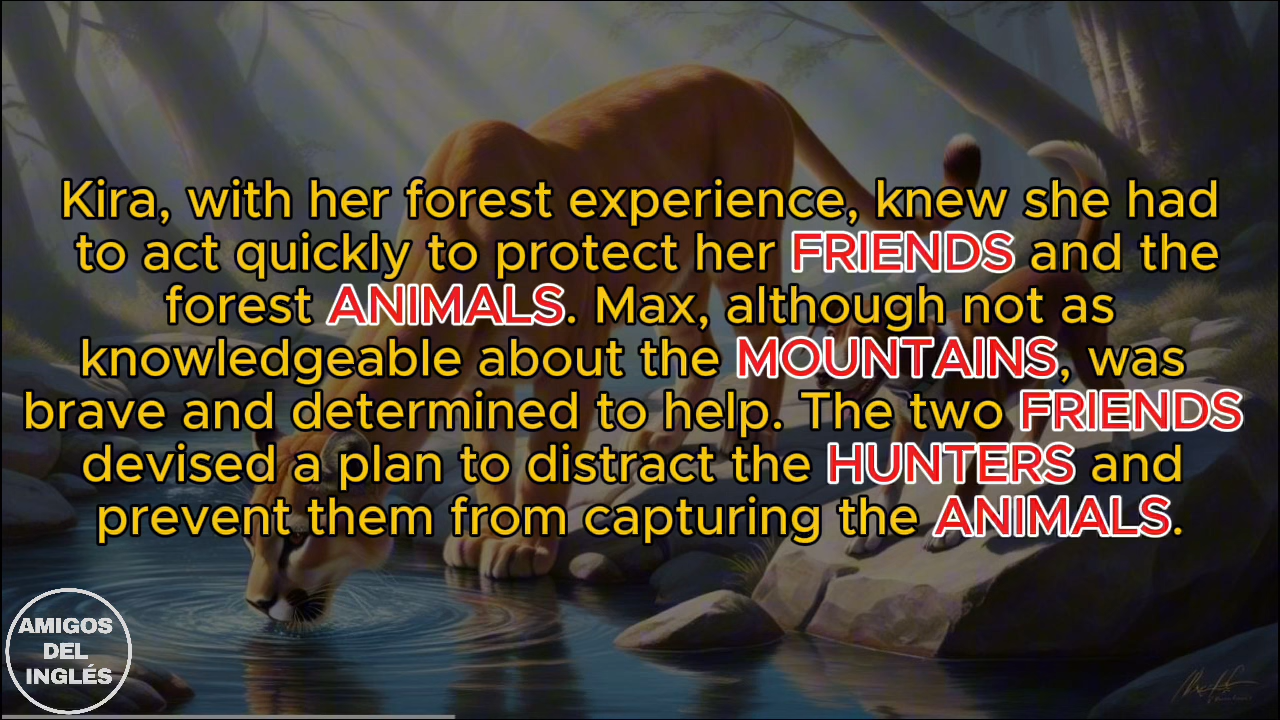 Kira, with her forest experience, knew she had
to act quickly to protect her FRIENDS and the
forest ANIMALS. Max, although not as
knowledgeable about the MOUNTAINS, was
brave and determined to help. The two FRIENDS
devised a plan to distract the HUNTERS and
prevent them from capturing the ANIMALS.
AMIGOS
DEL
INGLÉS